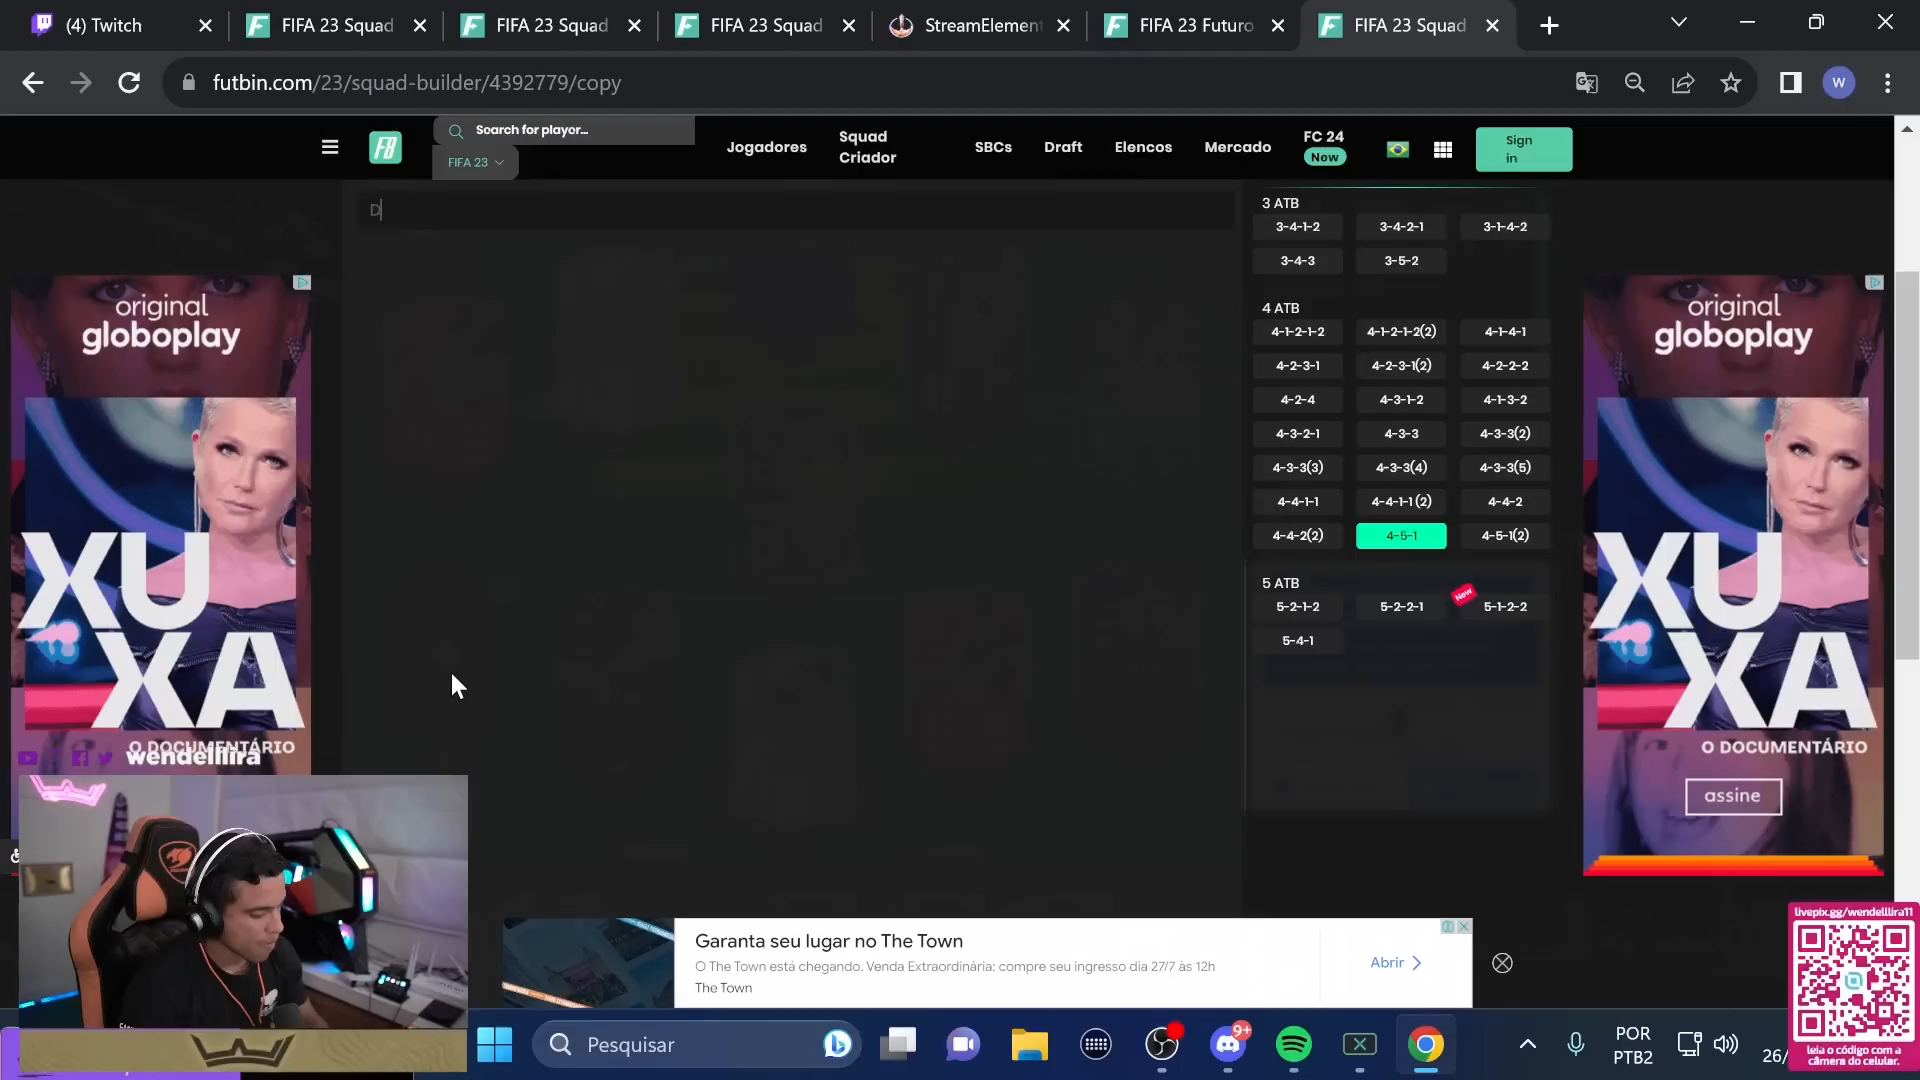 (4) Twitch
FIFA 23 Squad
FIFA 23 Squad
FIFA 23 Squad
StreamElement
FIFA 23 Futuro
FIFA 23 Squad
futbin.com/23/squad-builder/4392779/copy
W
Search for player...
FIFA 23
Jogadores
Squad
Criador
SBCs
Draft
Elencos
Mercado
FC 24
New
Sign
in
D
3 ATB
3-4-1-2
3-4-2-1
3-1-4-2
3-4-3
3-5-2
4 ATB
4-1-2-1-2
4-1-2-1-2(2)
4-1-4-1
4-2-3-1
4-2-3-1(2)
4-2-2-2
4-2-4
4-3-1-2
4-1-3-2
4-3-2-1
4-3-3
4-3-3(2)
4-3-3(3)
4-3-3(4)
4-3-3(5)
4-4-1-1
4-4-1-1 (2)
4-4-2
4-4-2(2)
4-5-1
4-5-1(2)
5 ATB
5-2-1-2
5-2-2-1
New
5-1-2-2
5-4-1
original
globoplay
XU
XA
O DOCUMENTÁRIO
wendelllira
original
globoplay
XU
XA
O DOCUMENTÁRIO
assine
Garanta seu lugar no The Town
O The Town está chegando. Venda Extraordinária: compre seu ingresso dia 27/7 às 12h
The Town
Abrir
livepix.gg/wendelllira11
leia o código com a
câmera do celular.
Pesquisar
9+
POR
PTB2
26/